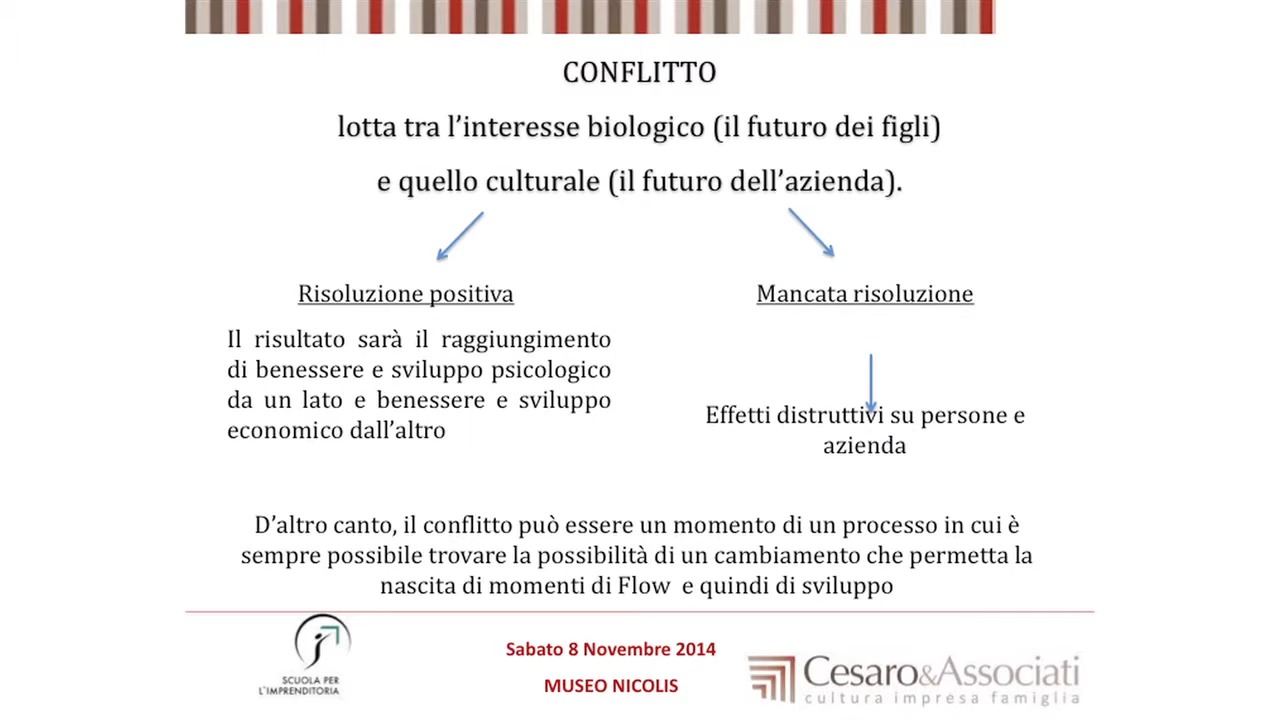 CONFLITTO
lotta tra l’interesse biologico (il futuro dei figli)
e quello culturale (il futuro dell’azienda).
Risoluzione positiva
Il risultato sarà il raggiungimento
di benessere e sviluppo psicologico
da un lato e benessere e sviluppo
economico dall’altro
Mancata risoluzione
Effetti distruttivi su persone e
azienda
D’altro canto, il conflitto può essere un momento di un processo in cui è
sempre possibile trovare la possibilità di un cambiamento che permetta la
nascita di momenti di Flow e quindi di sviluppo
SCUOLA PER
L’IMPRENDITORIA
Sabato 8 Novembre 2014
MUSEO NICOLIS
Cesaro&Associati
cultura impresa famiglia